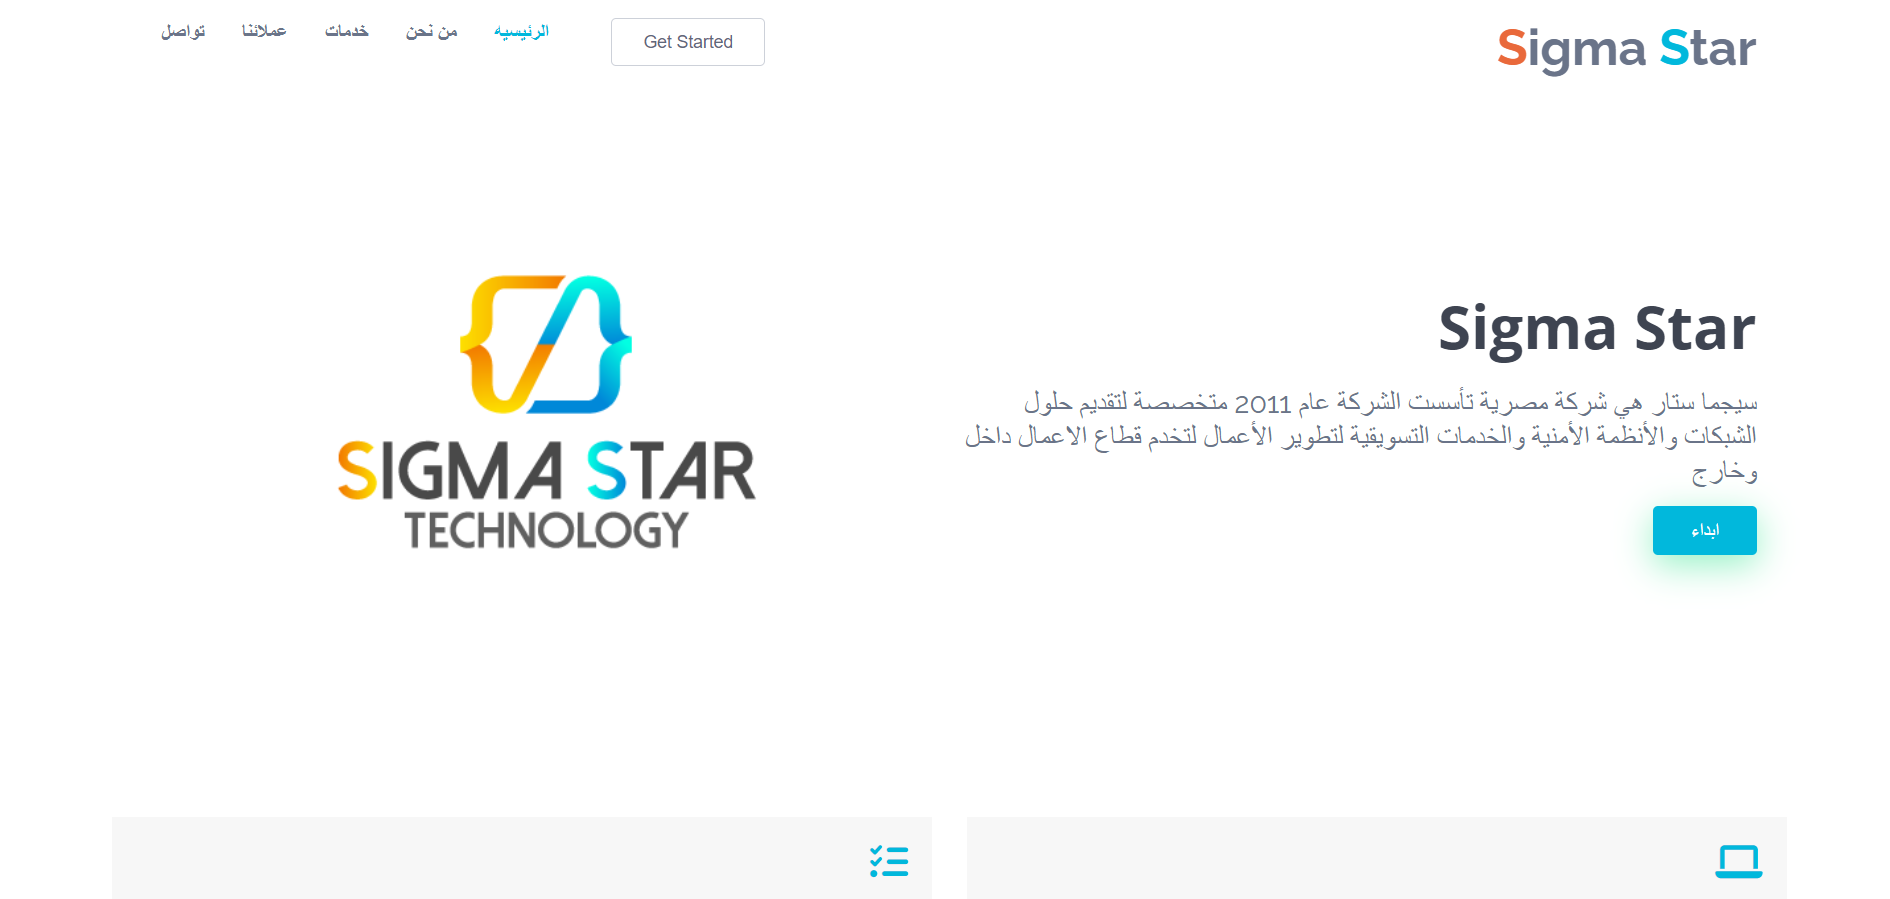 Sigma Star
Get Started
الرئيسيه
من نحن
خدمات
عملائنا
تواصل
Sigma Star
سيجما ستار هي شركة مصرية تأسست الشركة عام 2011 متخصصة لتقديم حلول
الشبكات والأنظمة الأمنية والخدمات التسويقية لتطوير الأعمال لتخدم قطاع الاعمال داخل
وخارج
ابداء
SIGMA STAR
TECHNOLOGY